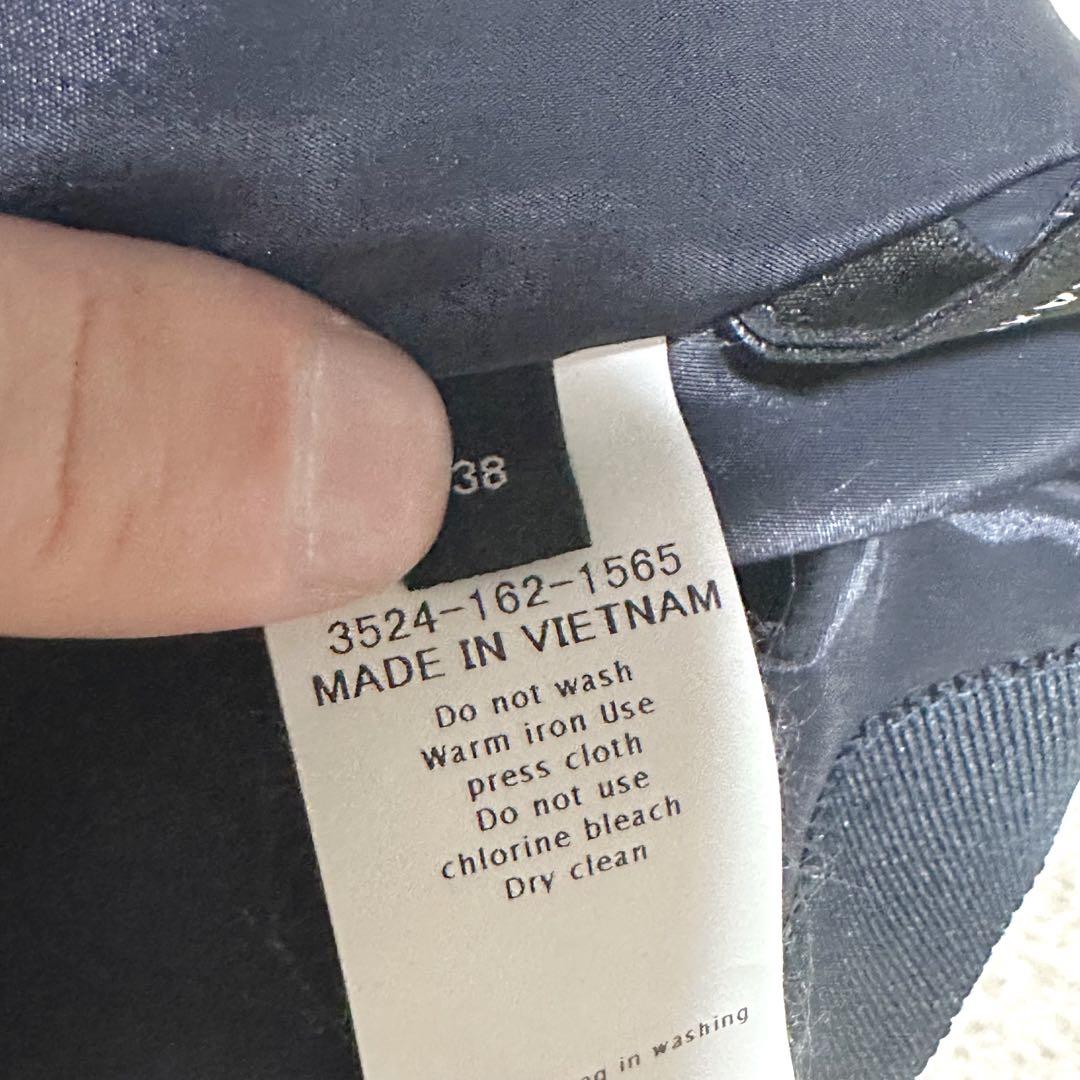 38
3524-162-1565
MADE IN VIETNAM
Do not wash
Warm iron Use
press cloth
Do not use
chlorine bleach
Dry clean
in washing